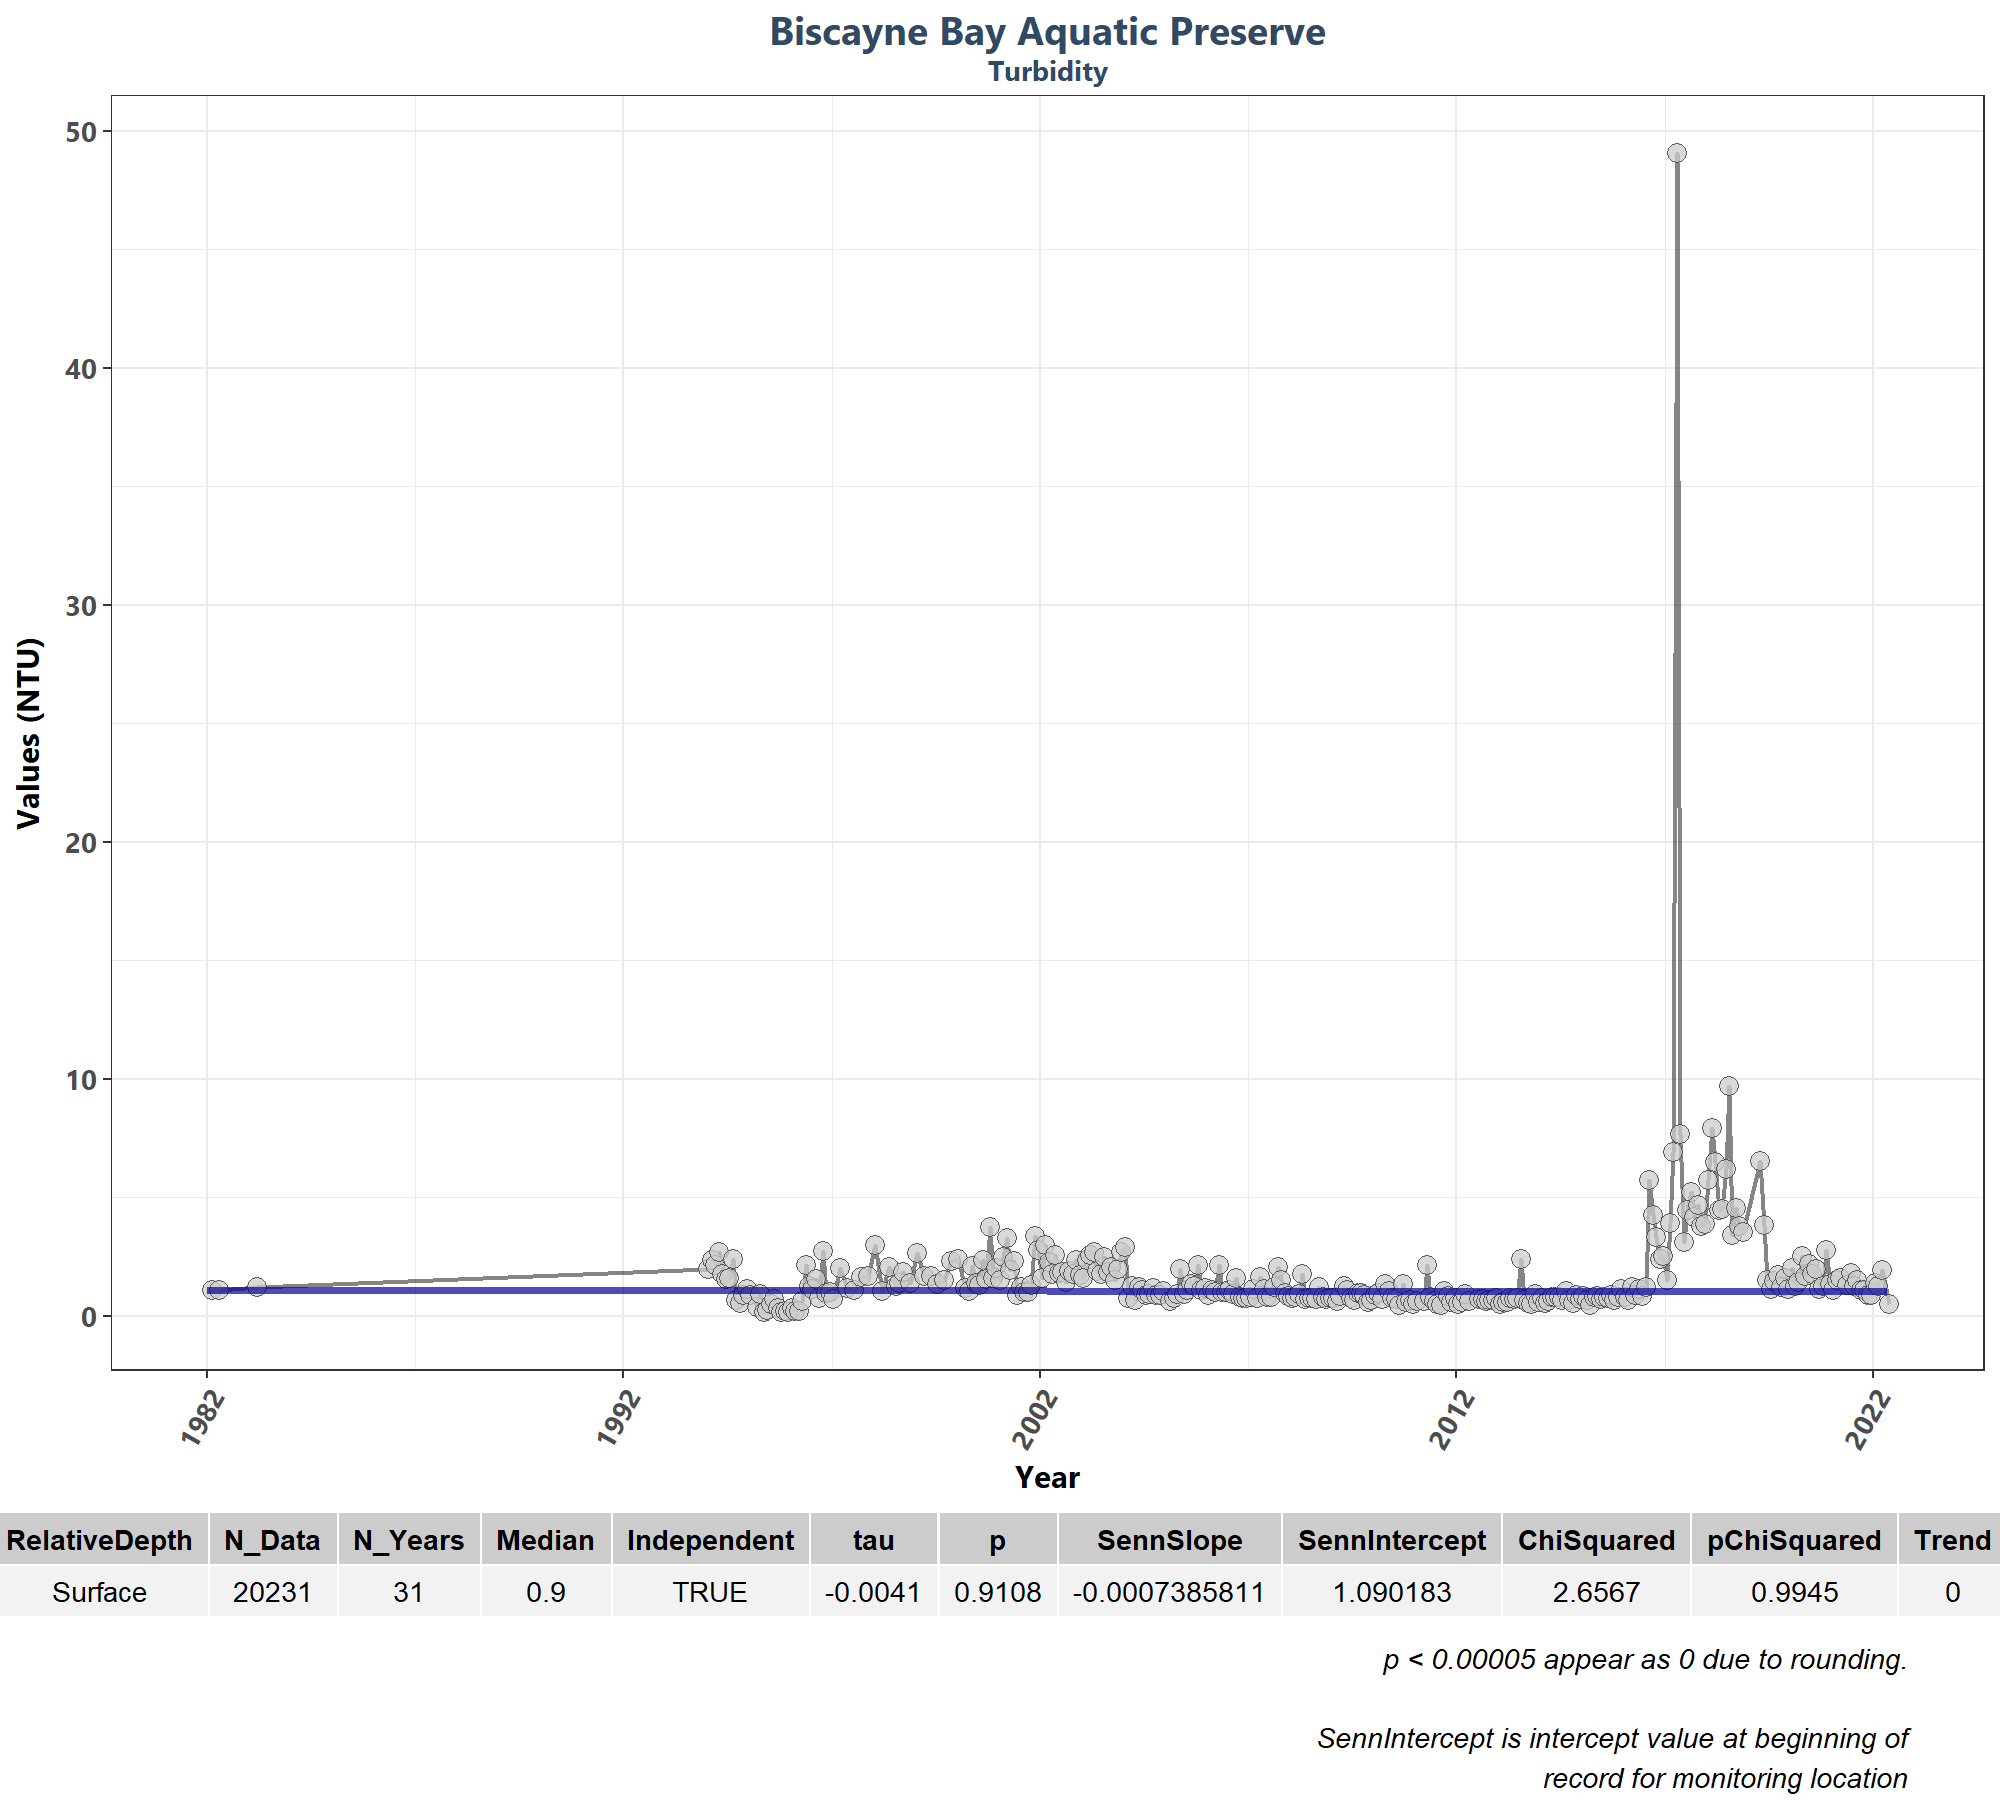 Biscayne Bay Aquatic Preserve
Turbidity
50
40
30
20
10
0
Values (NTU)
1982
1992
2002
2012
2022
Year
RelativeDepth N_Data N_Years Median Independent tau p SennSlope SennIntercept ChiSquared pChiSquared Trend
Surface 20231 31 0.9 TRUE -0.0041 0.9108 -0.0007385811 1.090183 2.6567 0.9945 0
p < 0.00005 appear as 0 due to rounding.
SennIntercept is intercept value at beginning of
record for monitoring location